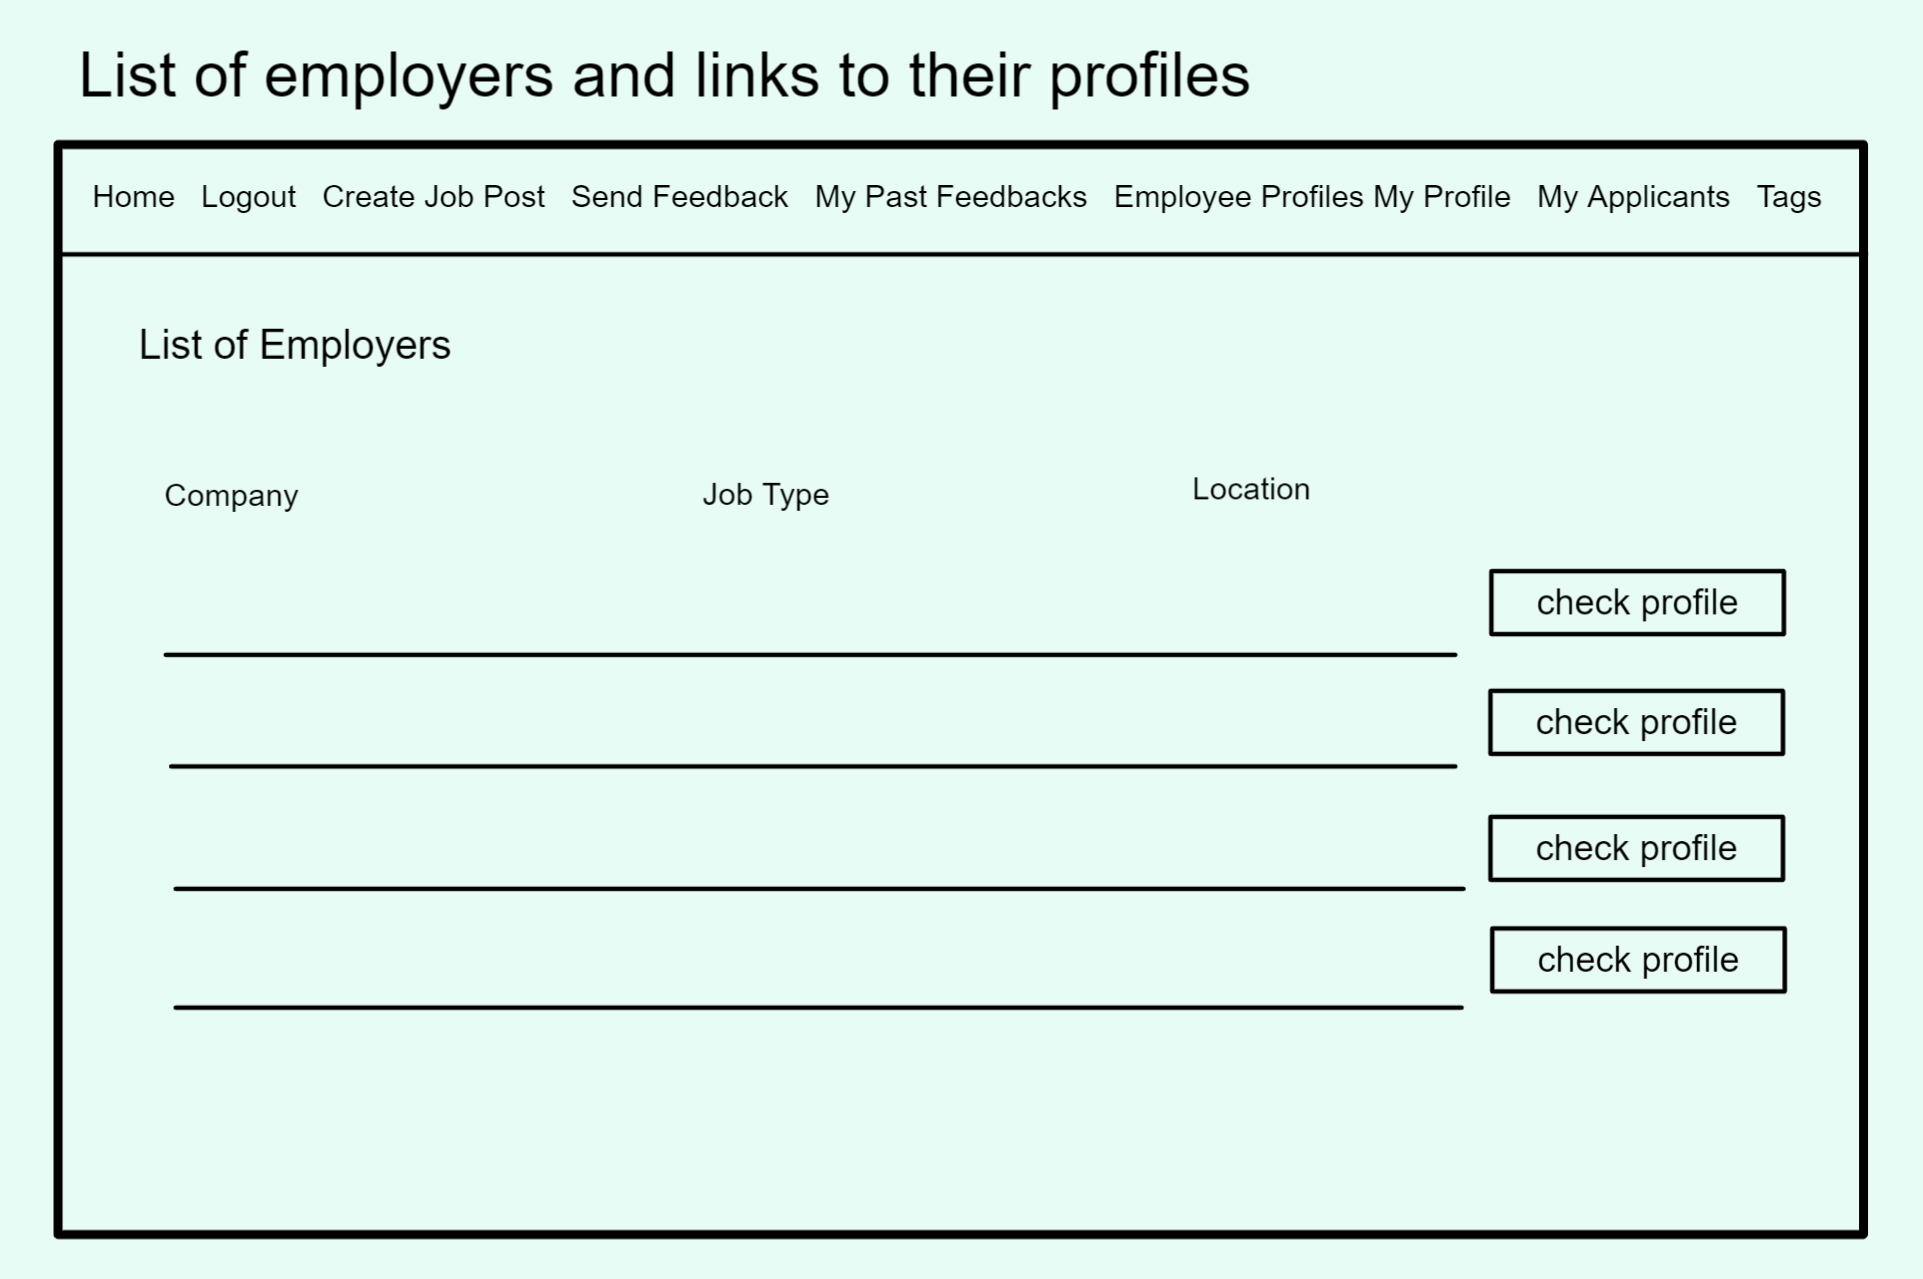 List of employers and links to their profiles
Home Logout Create Job Post Send Feedback My Past Feedbacks Employee Profiles My Profile My Applicants Tags
List of Employers
Company Job Type Location
check profile
check profile
check profile
check profile